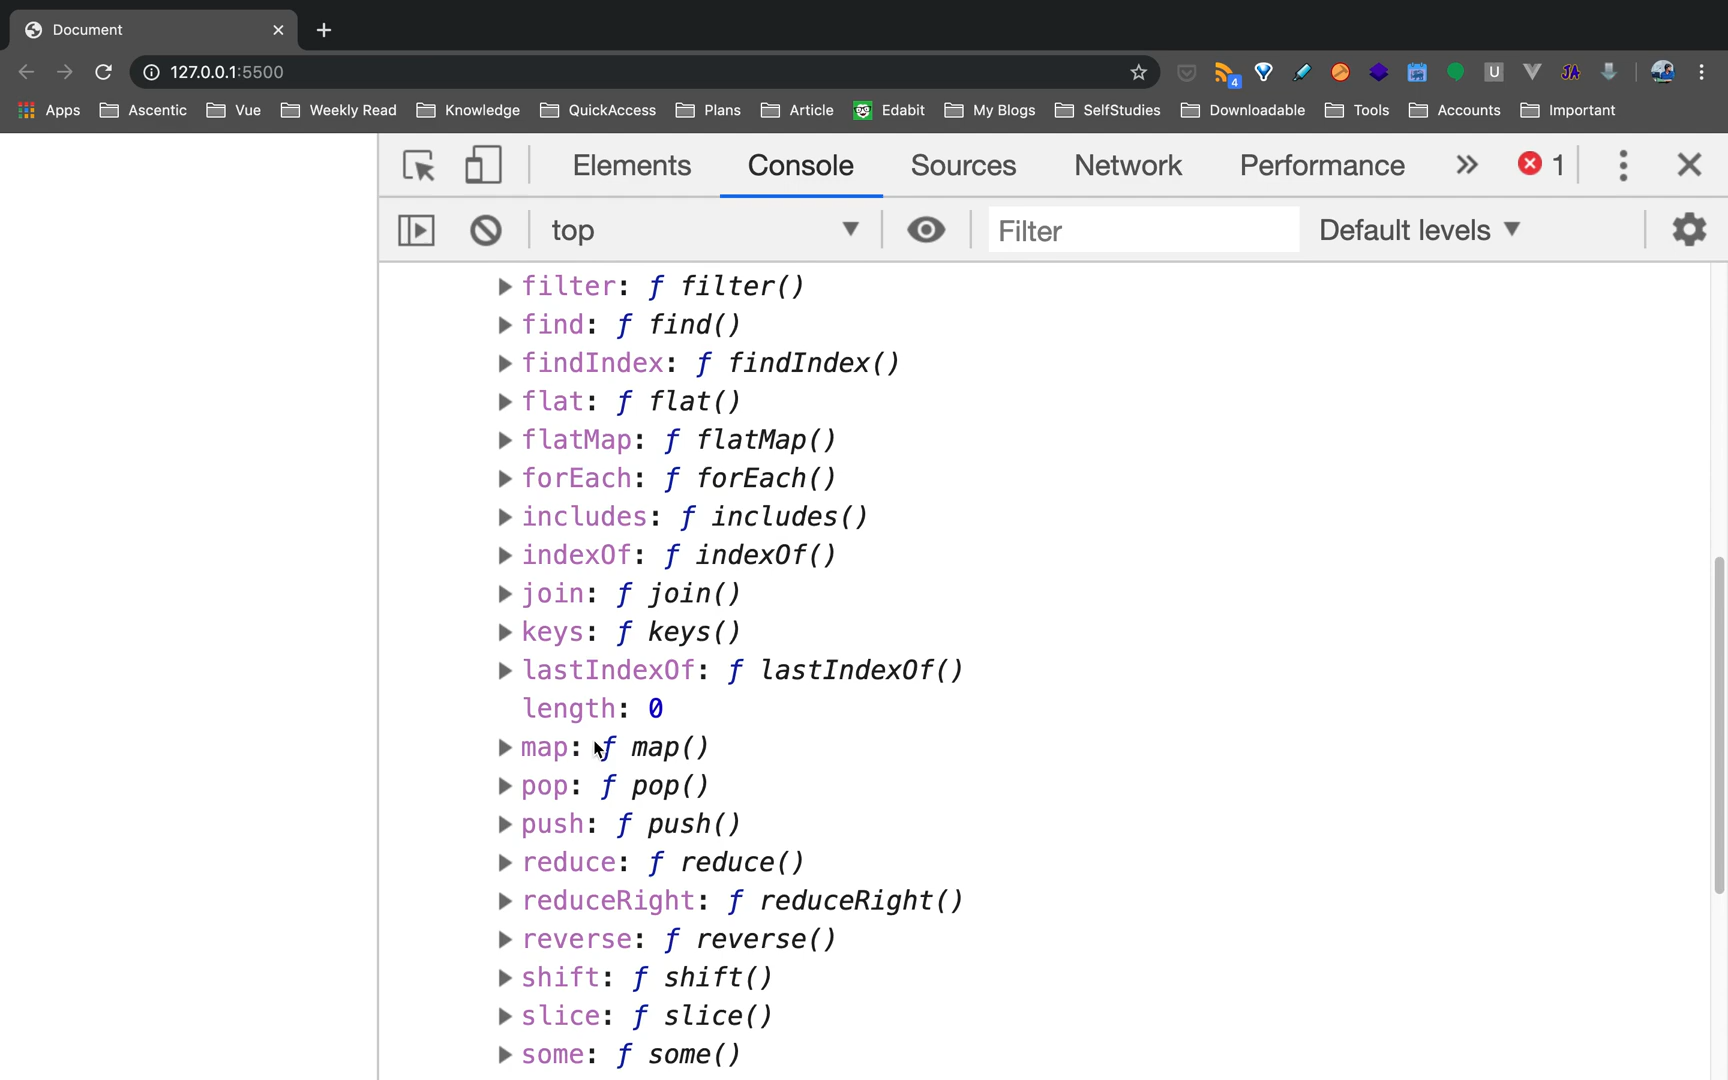 Document
127.0.0.1:5500
4
U
JA
Apps Ascentic Vue Weekly Read Knowledge QuickAccess Plans Article Edabit My Blogs SelfStudies Downloadable Tools Accounts Important
Elements Console Sources Network Performance » 1
top Filter Default levels
filter: ƒ filter()
find: ƒ find()
findIndex: ƒ findIndex()
flat: ƒ flat()
flatMap: ƒ flatMap()
forEach: ƒ forEach()
includes: ƒ includes()
indexOf: ƒ indexOf()
join: ƒ join()
keys: ƒ keys()
lastIndexOf: ƒ lastIndexOf()
length: 0
map: ƒ map()
pop: ƒ pop()
push: ƒ push()
reduce: ƒ reduce()
reduceRight: ƒ reduceRight()
reverse: ƒ reverse()
shift: ƒ shift()
slice: ƒ slice()
some: ƒ some()